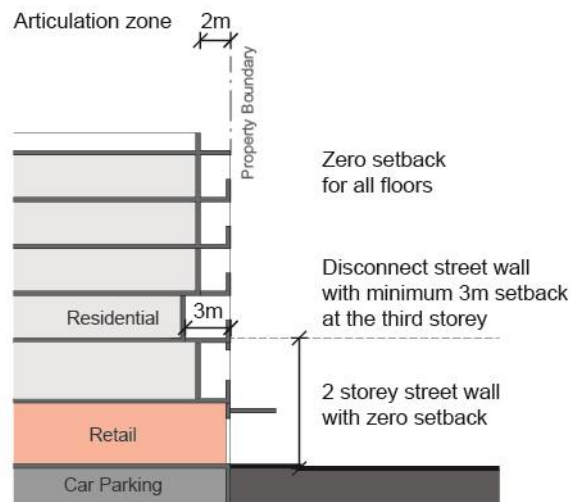 Articulation zone
2m
Property Boundary
Zero setback
for all floors
Disconnect street wall
with minimum 3m setback
at the third storey
3m
Residential
2 storey street wall
with zero setback
Retail
Car Parking